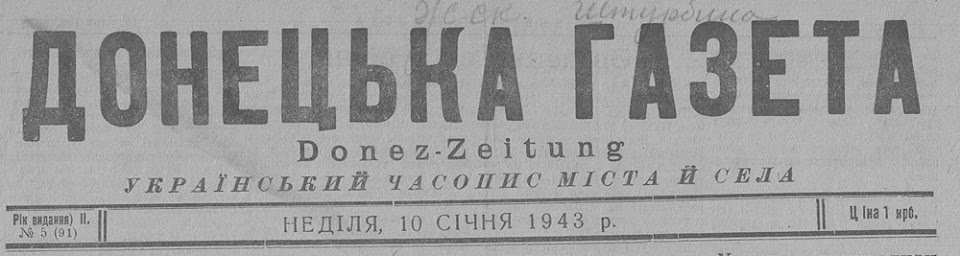 ДОНЕЦЬКА ГАЗЕТА
Donez-Zeitung
УКРАЇНСЬКИЙ ЧАСОПИС МІСТА Й СЕЛА
Рік видання) II.
№ 5 (91)
НЕДІЛЯ, 10 СІЧНЯ 1943 р.
Ціна 1 крб.